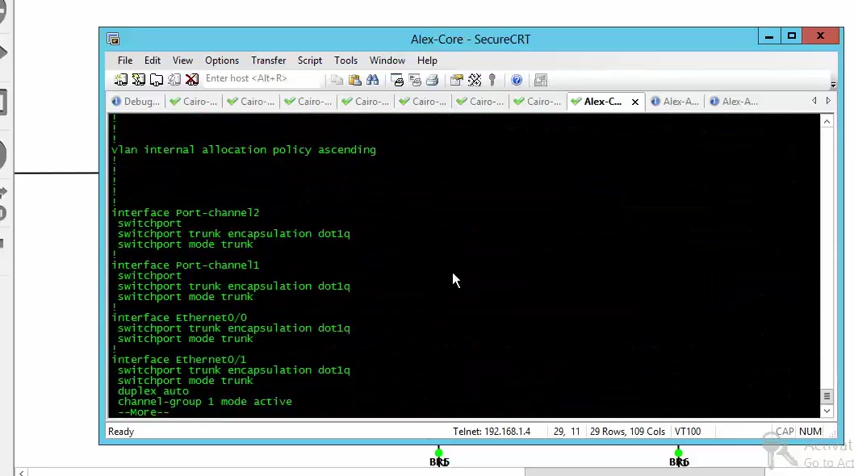 Alex-Core - SecureCRT
File Edit View Options Transfer Script Tools Window Help
Enter host <Alt+R>
Debug... Cairo-... Cairo-... Cairo-... Cairo-... Cairo-... Cairo-... Cairo-... Alex-C... Alex-A... Alex-A...
!
!
!
vlan internal allocation policy ascending
!
!
!
!
!
interface Port-channel2
switchport
switchport trunk encapsulation dot1q
switchport mode trunk
!
interface Port-channel1
switchport
switchport trunk encapsulation dot1q
switchport mode trunk
!
interface Ethernet0/0
switchport trunk encapsulation dot1q
switchport mode trunk
!
interface Ethernet0/1
switchport trunk encapsulation dot1q
switchport mode trunk
duplex auto
channel-group 1 mode active
--More--
Ready Telnet: 192.168.1.4 29, 11 29 Rows, 109 Cols VT100 CAP NUM
Activat
Go to Act